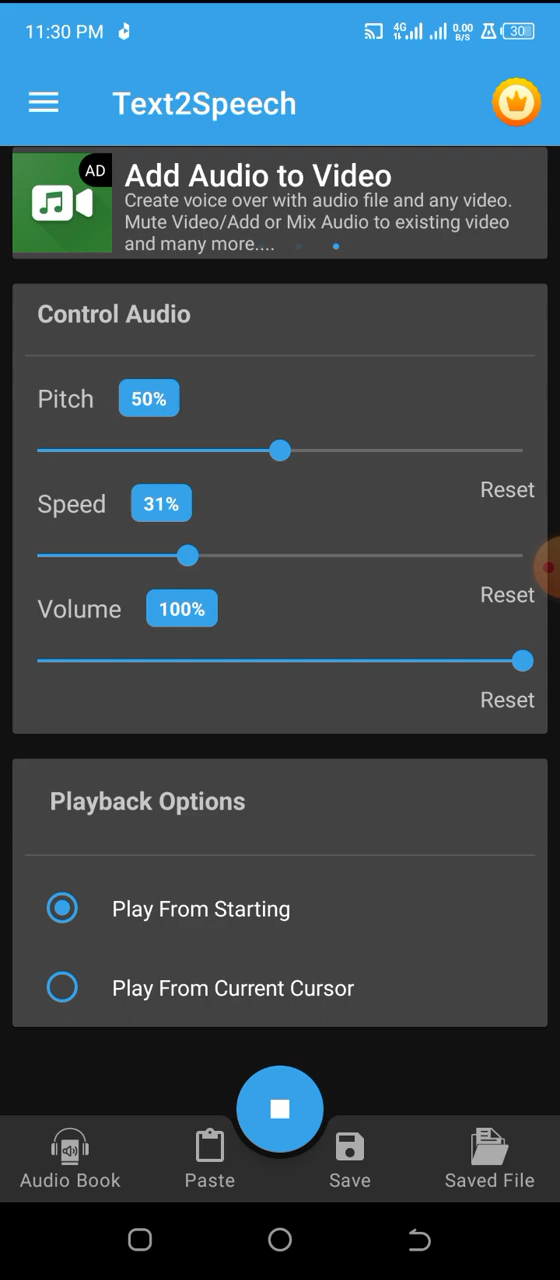 11:30 PM
4G
0.00
B/S
30
Text2Speech
AD
Add Audio to Video
Create voice over with audio file and any video.
Mute Video/Add or Mix Audio to existing video
and many more....
Control Audio
Pitch 50%
Reset
Speed 31%
Reset
Volume 100%
Reset
Playback Options
Play From Starting
Play From Current Cursor
Audio Book
Paste
Save
Saved File